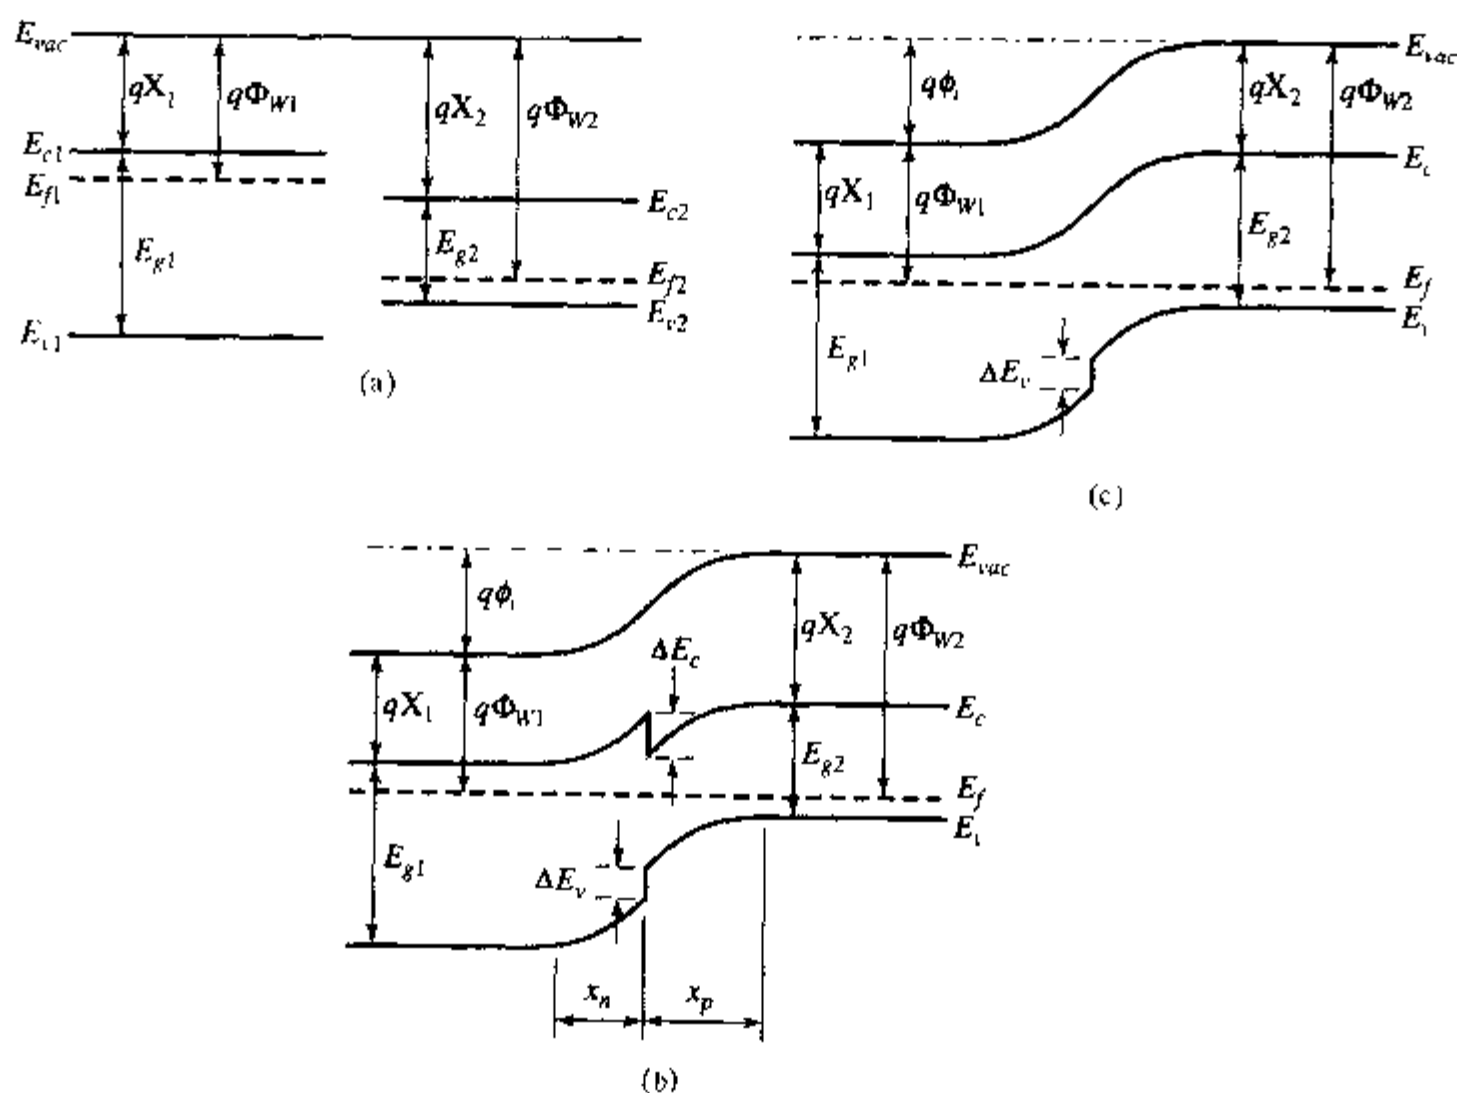 E_vac
qX_1
qΦ_W1
qX_2
qΦ_W2
E_c1
E_f1
E_g1
E_v1
E_c2
E_g2
E_f2
E_v2
(a)
E_vac
qϕ_i
qX_2
qΦ_W2
qX_1
qΦ_W1
E_c
E_g2
E_f
E_v
E_g1
ΔE_v
(c)
E_vac
qϕ_i
qX_2
qΦ_W2
ΔE_c
qX_1
qΦ_W1
E_c
E_g2
E_f
E_v
E_g1
ΔE_v
x_n
x_p
(b)